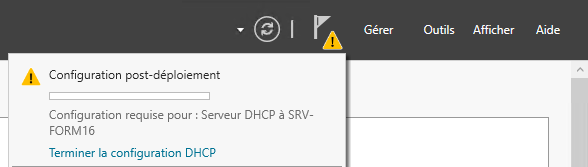 Gérer Outils Afficher Aide
Configuration post-déploiement
Configuration requise pour : Serveur DHCP à SRV-
FORM16
Terminer la configuration DHCP